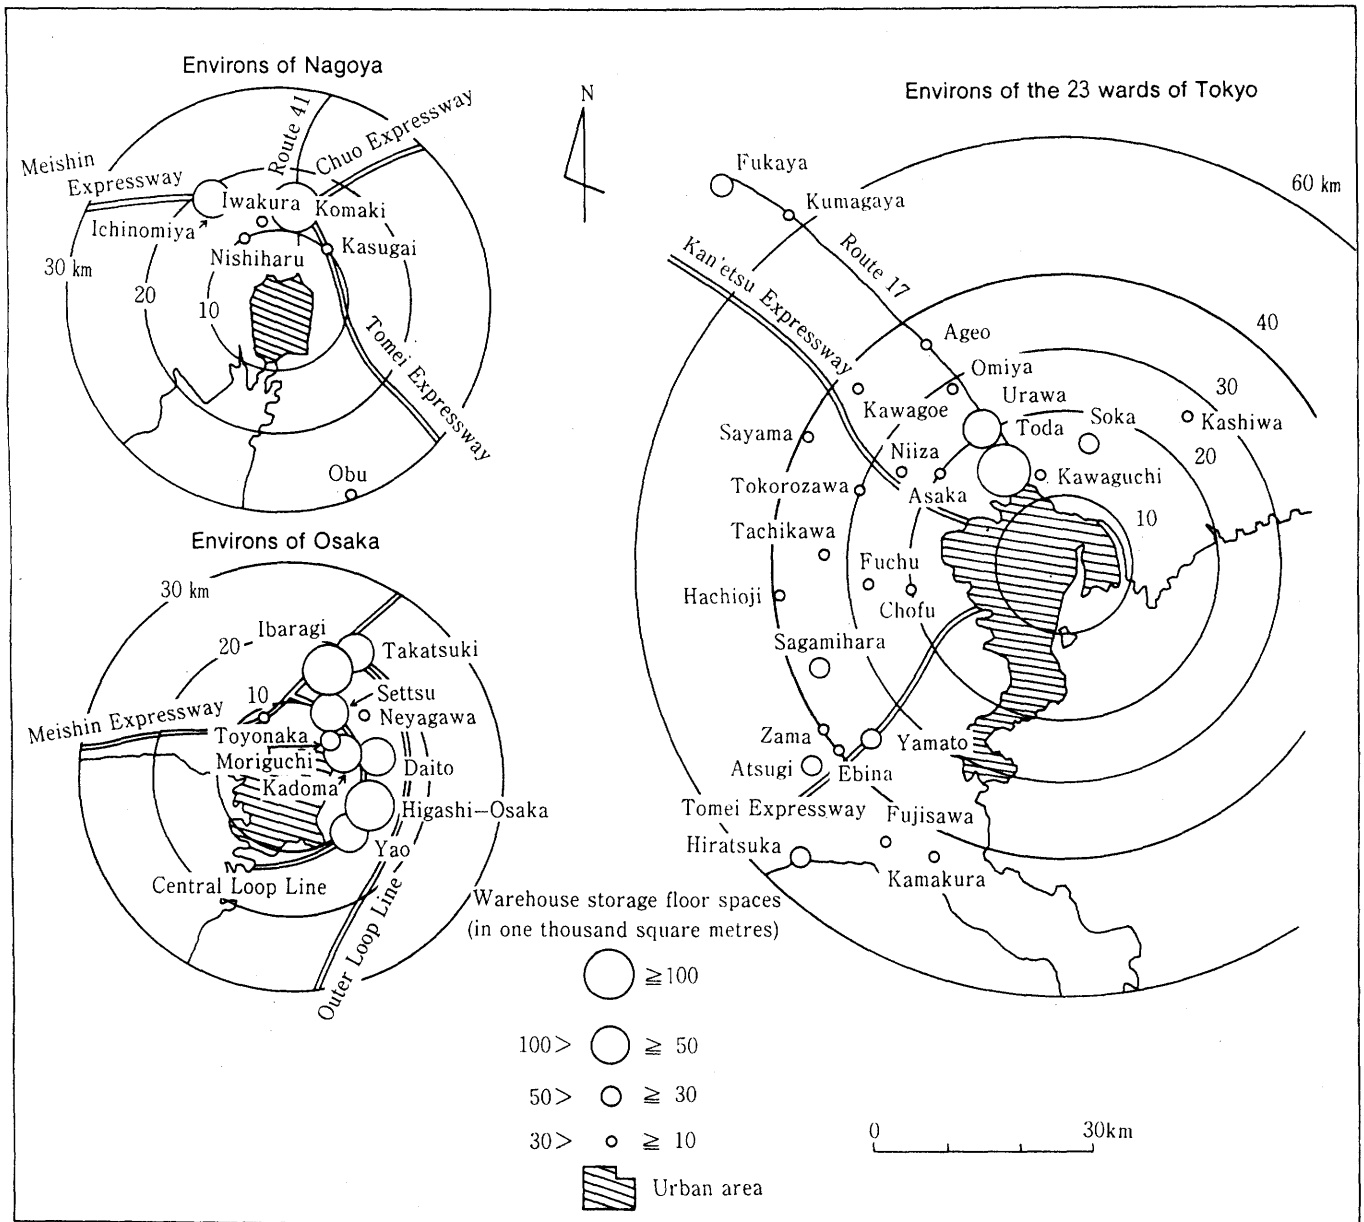 Environs of Nagoya
Route 41
Chuo Expressway
Meishin
Expressway
Iwakura
Komaki
Ichinomiya
Kasugai
Nishiharu
30 km
20
10
Tomei Expressway
Obu
N
Environs of the 23 wards of Tokyo
60 km
Fukaya
Kumagaya
Route 17
Kan'etsu Expressway
40
Ageo
Omiya
30
Kawagoe
Urawa
Soka
Kashiwa
Sayama
Toda
Niiza
20
Tokorozawa
Asaka
Kawaguchi
10
Tachikawa
Fuchu
Hachioji
Chofu
Sagamihara
Zama
Yamato
Atsugi
Ebina
Tomei Expressway
Fujisawa
Hiratsuka
Kamakura
Environs of Osaka
30 km
Ibaragi
20
Takatsuki
10
Settsu
Meishin Expressway
Neyagawa
Toyonaka
Moriguchi
Daito
Kadoma
Higashi-Osaka
Yao
Central Loop Line
Outer Loop Line
Warehouse storage floor spaces
(in one thousand square metres)
≧100
100> ≧ 50
50> ≧ 30
30> ≧ 10
Urban area
0 30km